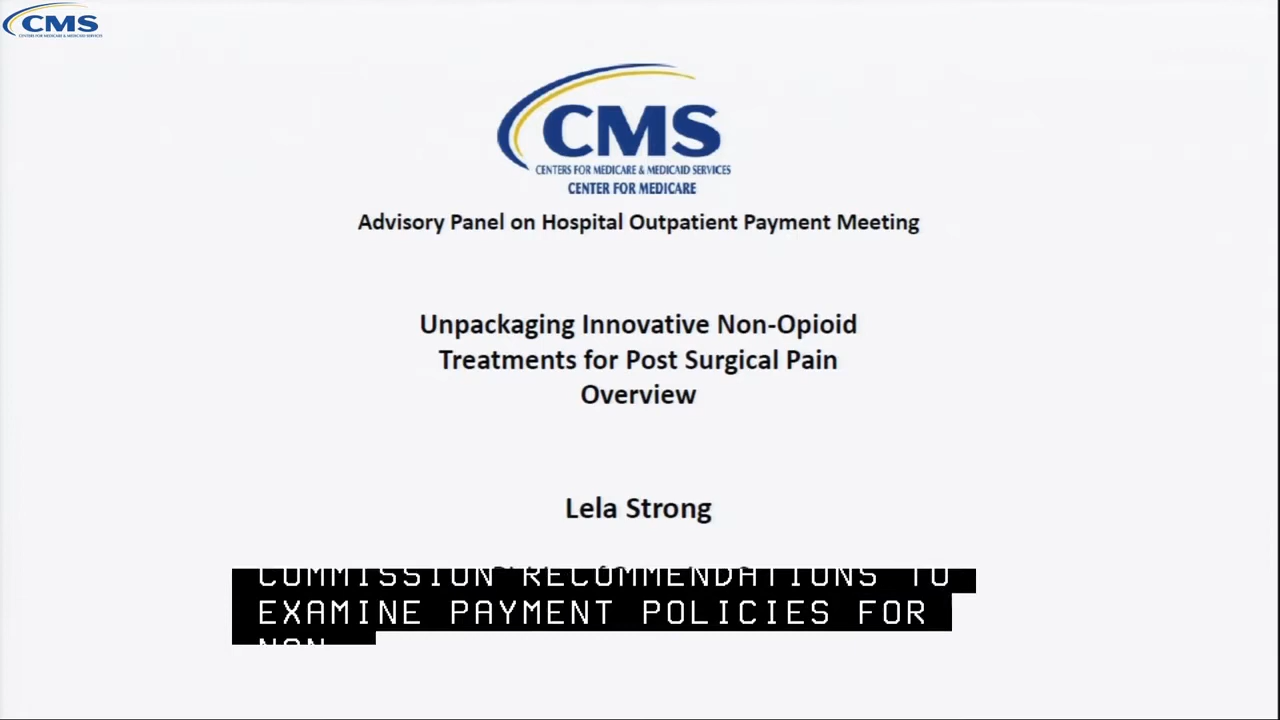 CMS
CENTERS FOR MEDICARE & MEDICAID SERVICES
CMS
CENTERS FOR MEDICARE & MEDICAID SERVICES
CENTER FOR MEDICARE
Advisory Panel on Hospital Outpatient Payment Meeting
Unpackaging Innovative Non-Opioid
Treatments for Post Surgical Pain
Overview
Lela Strong
COMMISSION RECOMMENDATIONS TO
EXAMINE PAYMENT POLICIES FOR
NON